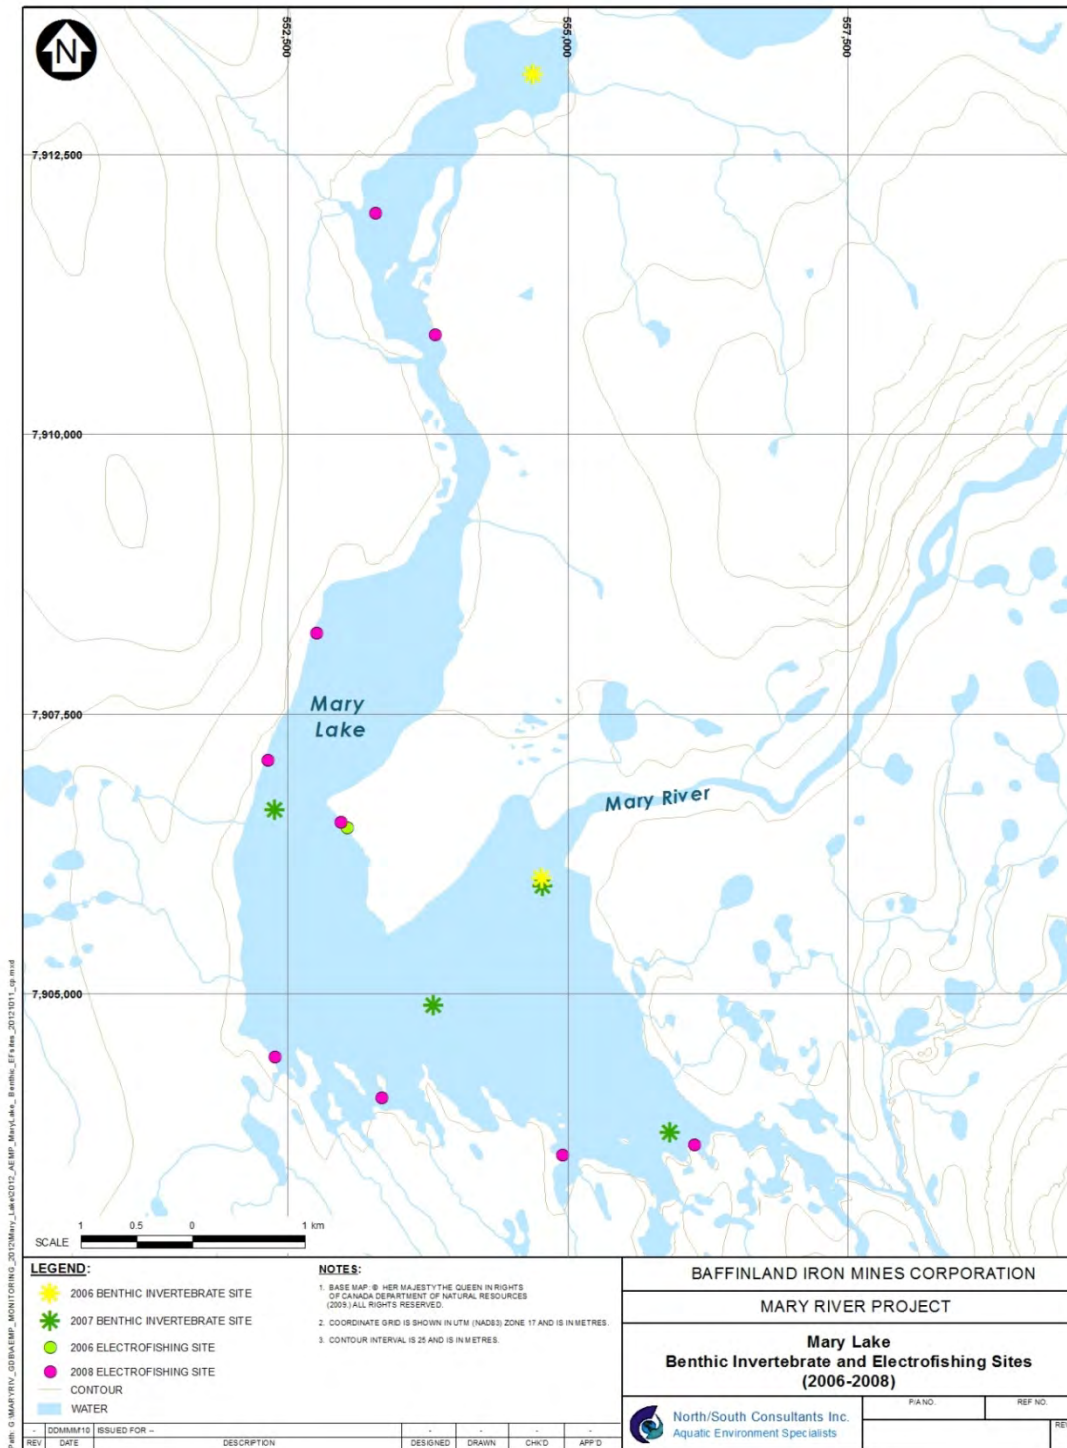 N
552,500
555,000
557,500
7,912,500
7,910,000
7,907,500
7,905,000
Mary
Lake
Mary River
SCALE
1 0.5 0 1 km
LEGEND:
2006 BENTHIC INVERTEBRATE SITE
2007 BENTHIC INVERTEBRATE SITE
2006 ELECTROFISHING SITE
2008 ELECTROFISHING SITE
CONTOUR
WATER
NOTES:
1. BASE MAP: © HER MAJESTY THE QUEEN IN RIGHTS
OF CANADA DEPARTMENT OF NATURAL RESOURCES
(2009.) ALL RIGHTS RESERVED.
2. COORDINATE GRID IS SHOWN IN UTM (NAD83) ZONE 17 AND IS IN METRES.
3. CONTOUR INTERVAL IS 25 AND IS IN METRES.
BAFFINLAND IRON MINES CORPORATION
MARY RIVER PROJECT
Mary Lake
Benthic Invertebrate and Electrofishing Sites
(2006-2008)
North/South Consultants Inc.
Aquatic Environment Specialists
P/A NO.
REF NO.
REV
- DDMMM'10 ISSUED FOR -- - - - -
REV DATE DESCRIPTION DESIGNED DRAWN CHK'D APP'D